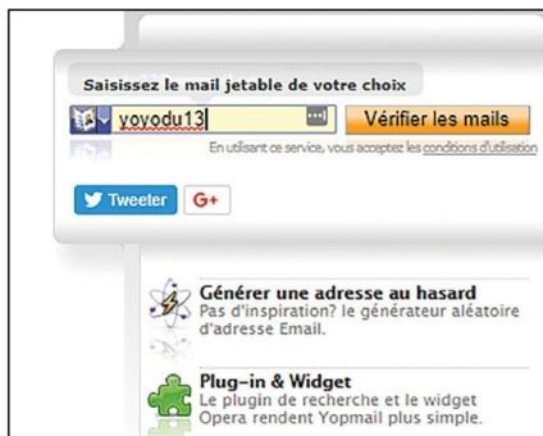 Saisissez le mail jetable de votre choix
yoyodu13 Vérifier les mails
En utilisant ce service, vous acceptez les conditions d'utilisation
Tweeter G+
Générer une adresse au hasard
Pas d'inspiration? le générateur aléatoire
d'adresse Email.
Plug-in & Widget
Le plugin de recherche et le widget
Opera rendent Yopmail plus simple.